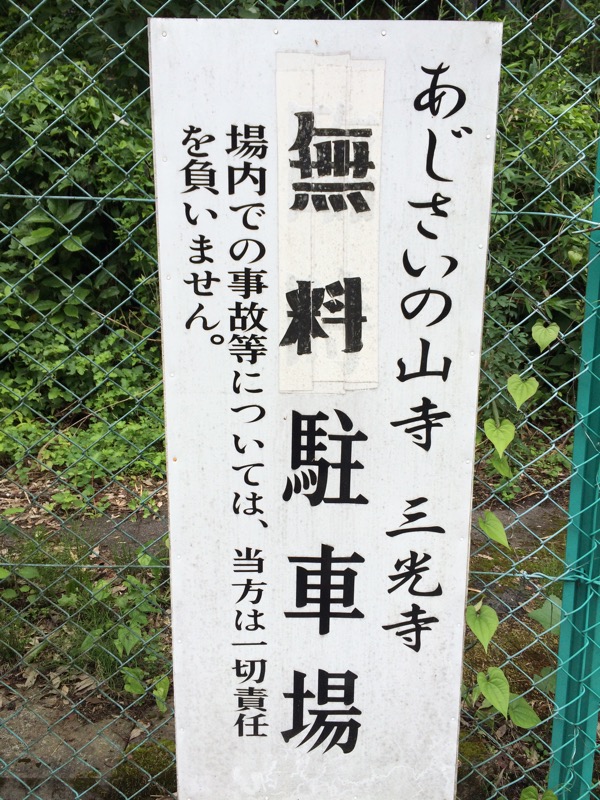 あじさいの山寺 三光寺
無料駐車場
場内での事故等については、当方は一切責任
を負いません。